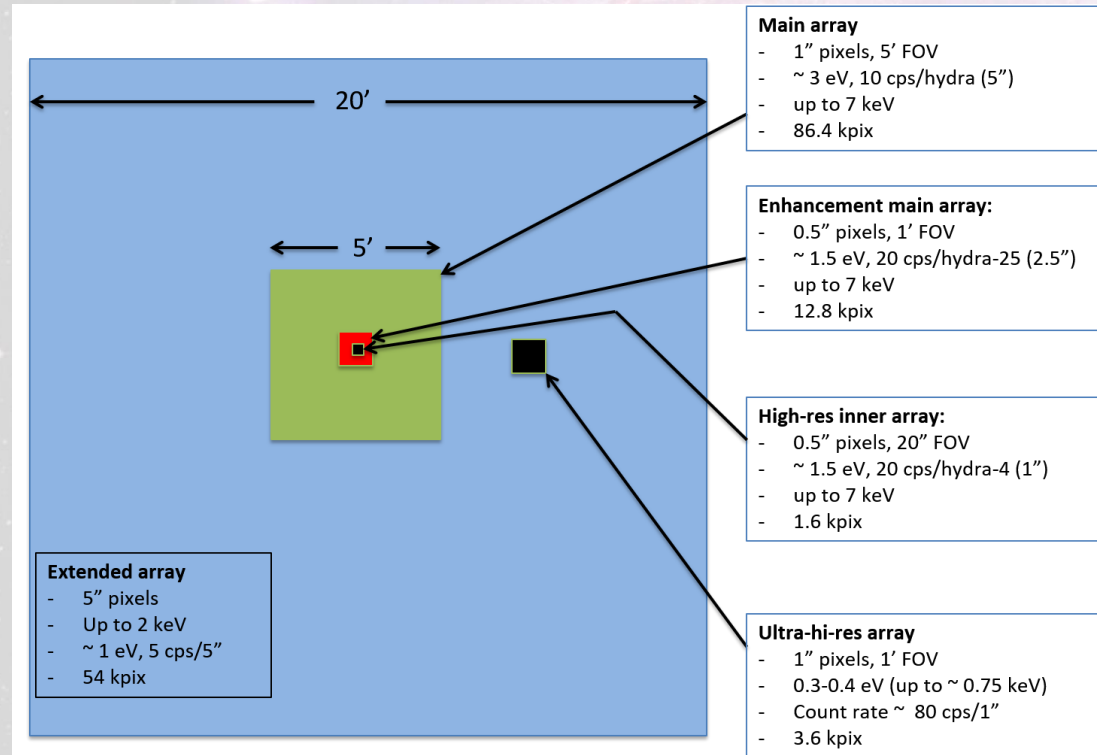 Main array
- 1” pixels, 5’ FOV
- ~ 3 eV, 10 cps/hydra (5”)
- up to 7 keV
- 86.4 kpix
20’
Enhancement main array:
- 0.5” pixels, 1’ FOV
- ~ 1.5 eV, 20 cps/hydra-25 (2.5”)
- up to 7 keV
- 12.8 kpix
5’
High-res inner array:
- 0.5” pixels, 20” FOV
- ~ 1.5 eV, 20 cps/hydra-4 (1”)
- up to 7 keV
- 1.6 kpix
Extended array
- 5” pixels
- Up to 2 keV
- ~ 1 eV, 5 cps/5”
- 54 kpix
Ultra-hi-res array
- 1” pixels, 1’ FOV
- 0.3-0.4 eV (up to ~ 0.75 keV)
- Count rate ~ 80 cps/1”
- 3.6 kpix